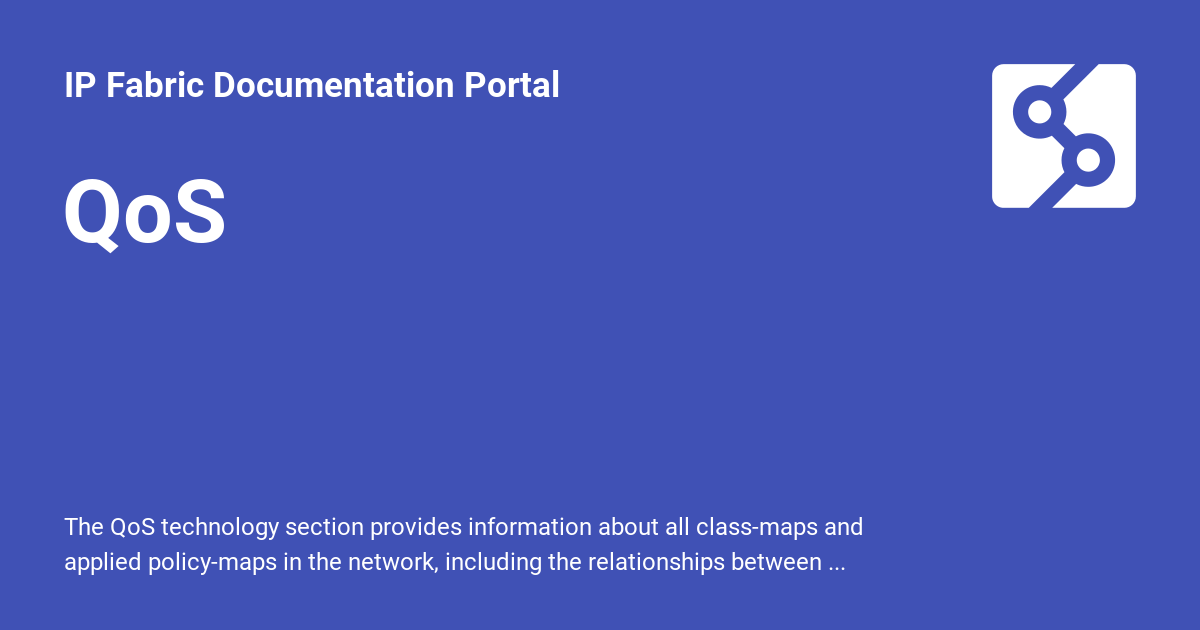 IP Fabric Documentation Portal
QoS
The QoS technology section provides information about all class-maps and
applied policy-maps in the network, including the relationships between ...